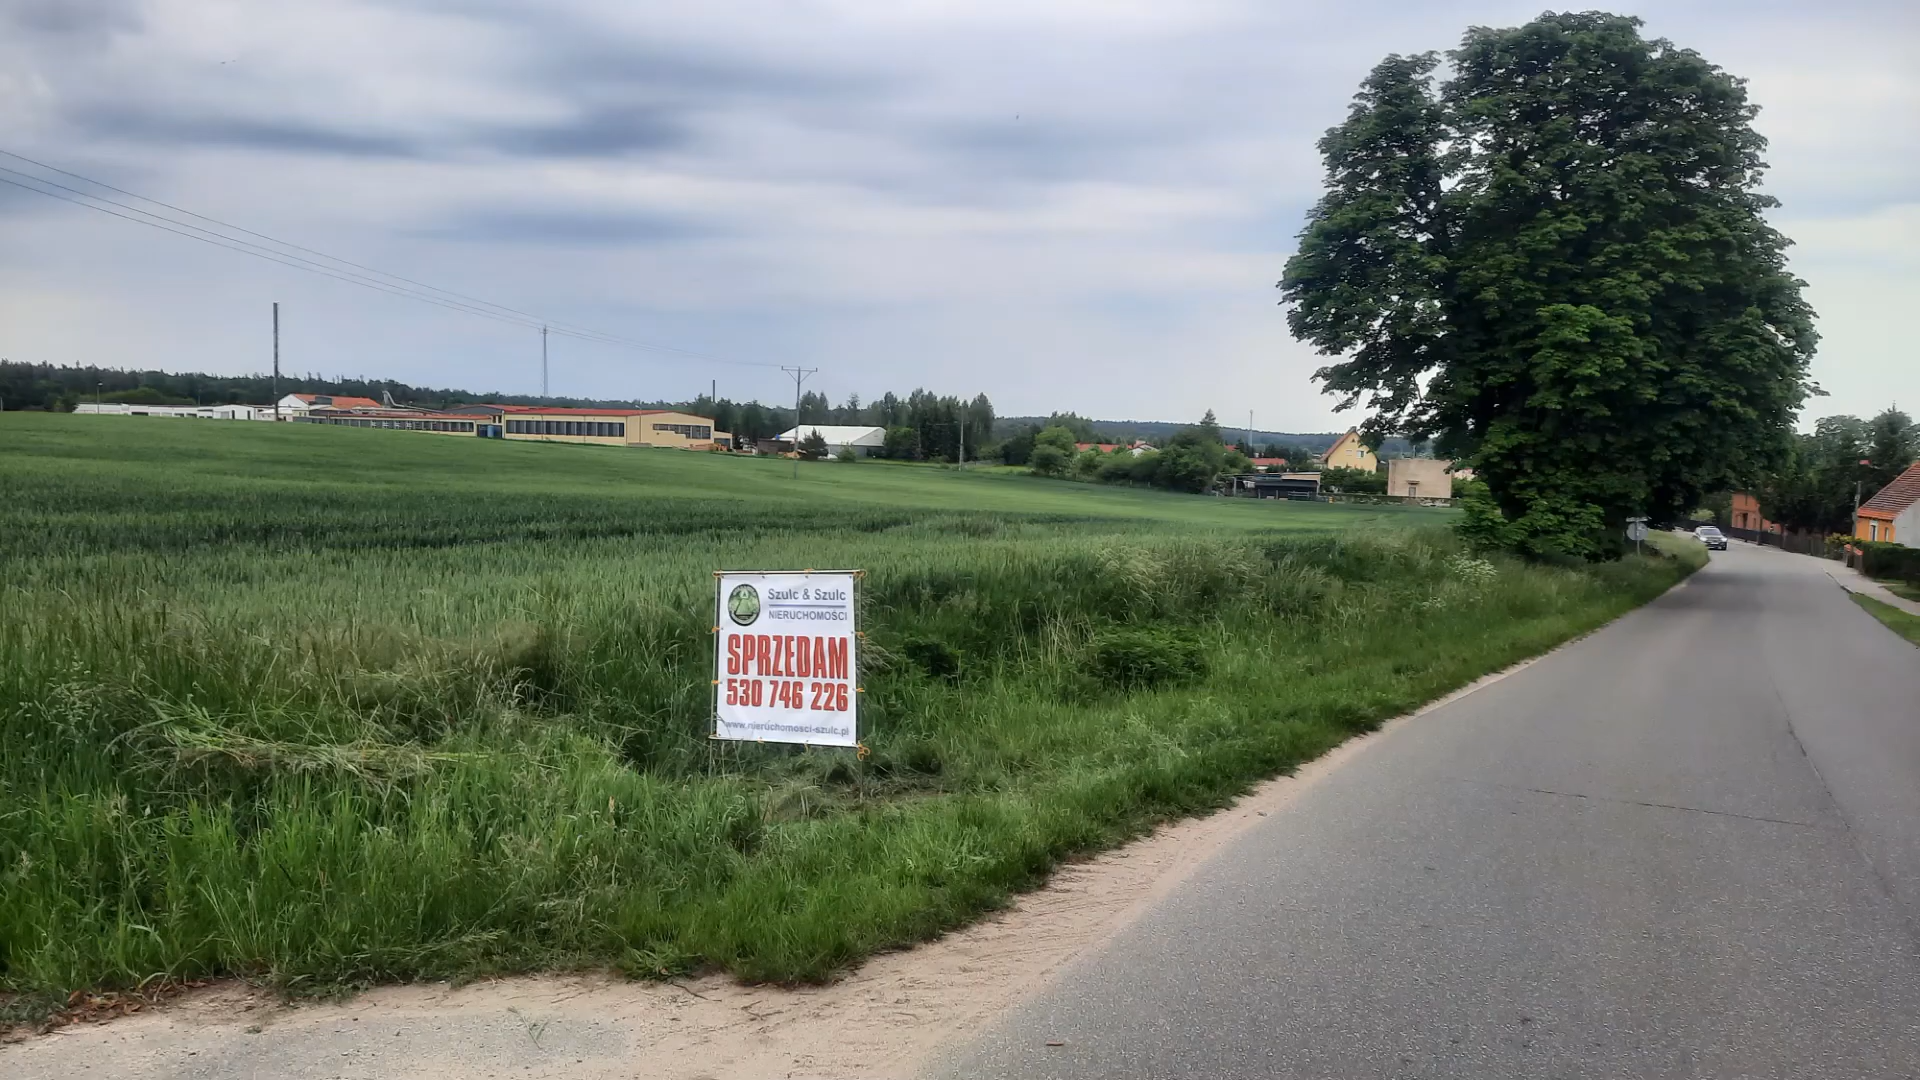 Szulc & Szulc
NIERUCHOMOŚCI
SPRZEDAM
530 746 226
www.nieruchomosci-szulc.pl